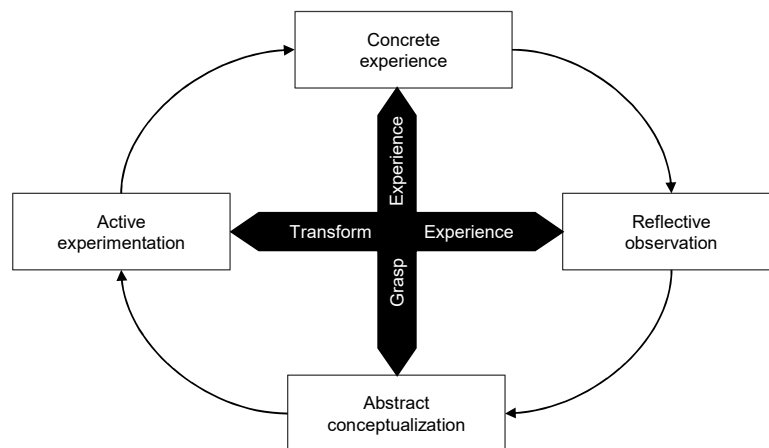 Concrete
experience
Experience
Active
experimentation
Transform
Experience
Reflective
observation
Grasp
Abstract
conceptualization